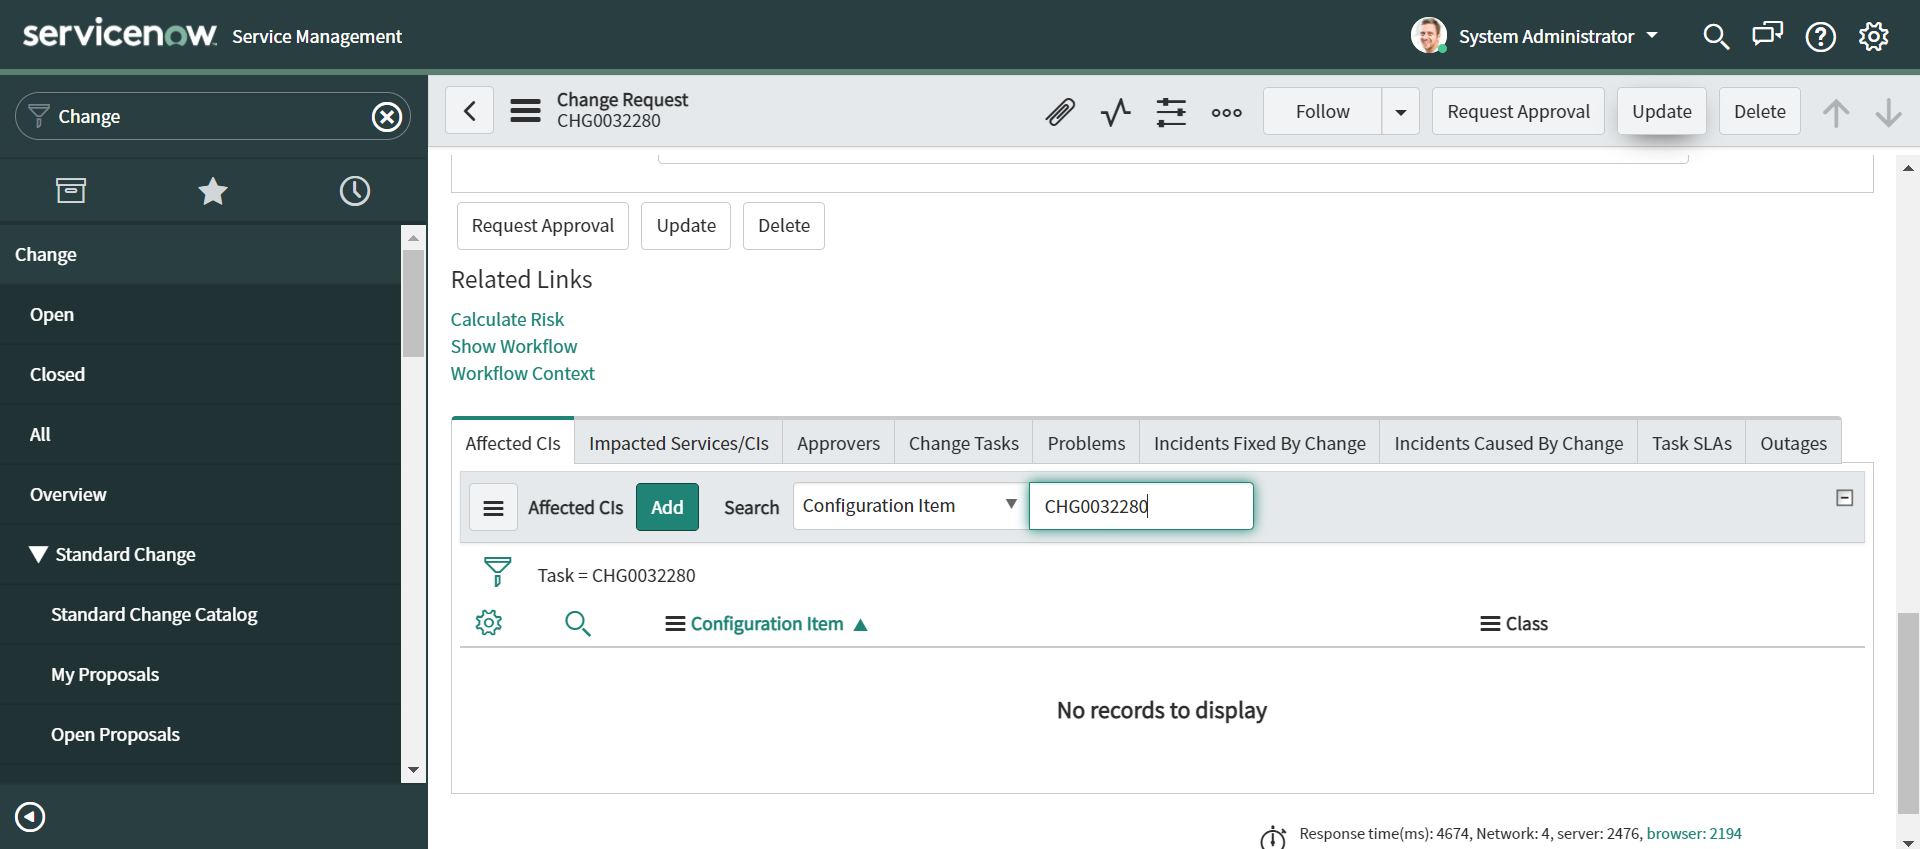 servicenow Service Management
System Administrator
Change
Change
Open
Closed
All
Overview
Standard Change
Standard Change Catalog
My Proposals
Open Proposals
Change Request
CHG0032280
Follow
Request Approval
Update
Delete
Request Approval
Update
Delete
Related Links
Calculate Risk
Show Workflow
Workflow Context
Affected CIs
Impacted Services/CIs
Approvers
Change Tasks
Problems
Incidents Fixed By Change
Incidents Caused By Change
Task SLAs
Outages
Affected CIs
Add
Search
Configuration Item
CHG0032280
Task = CHG0032280
Configuration Item
Class
No records to display
Response time(ms): 4674, Network: 4, server: 2476, browser: 2194